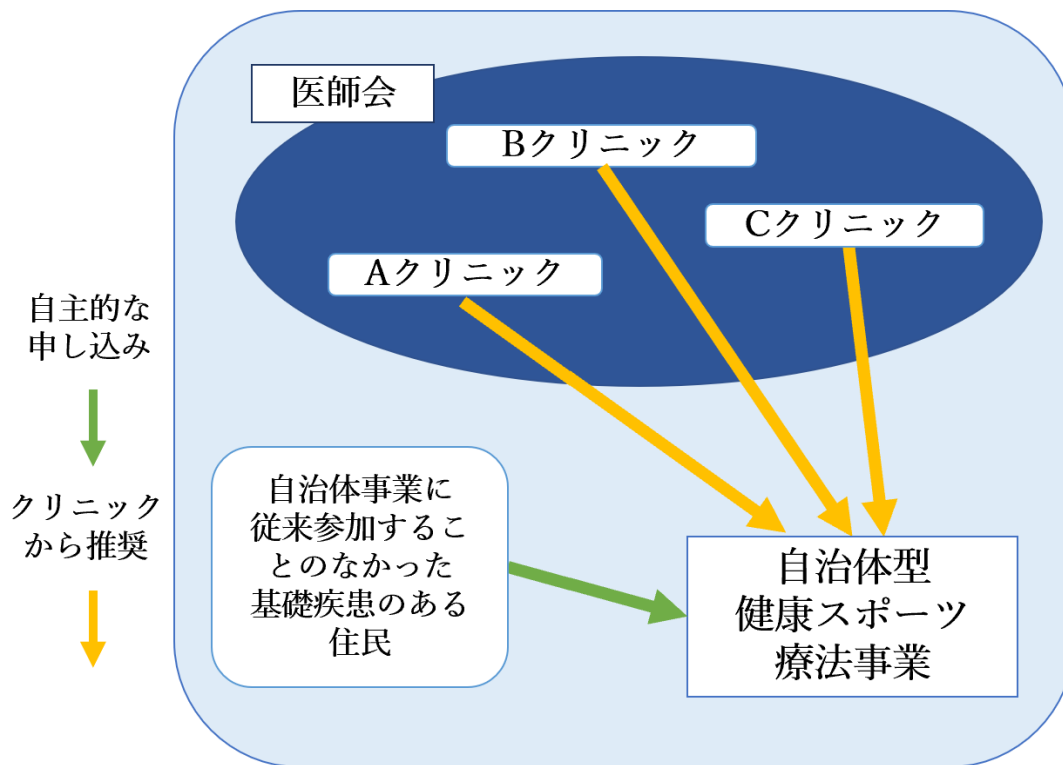 医師会
Bクリニック
Cクリニック
Aクリニック
自主的な
申し込み
クリニック
から推奨
自治体事業に
従来参加するこ
とのなかった
基礎疾患のある
住民
自治体型
健康スポーツ
療法事業